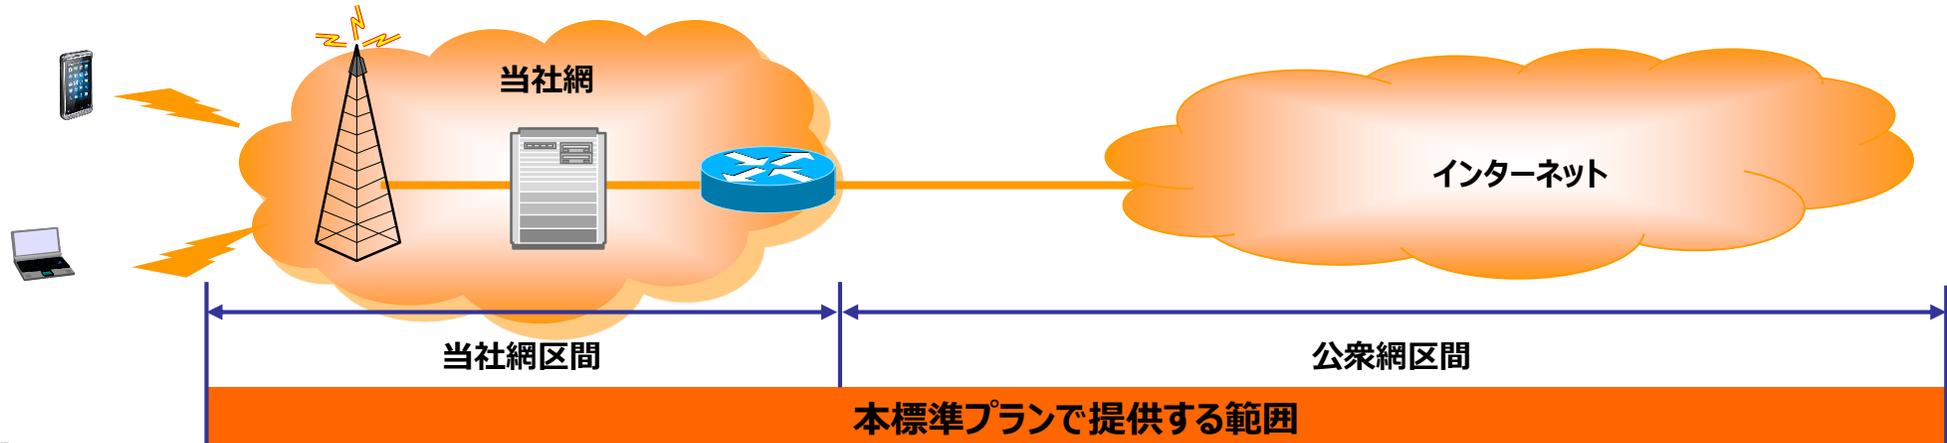 当社網
インターネット
当社網区間
公衆網区間
本標準プランで提供する範囲